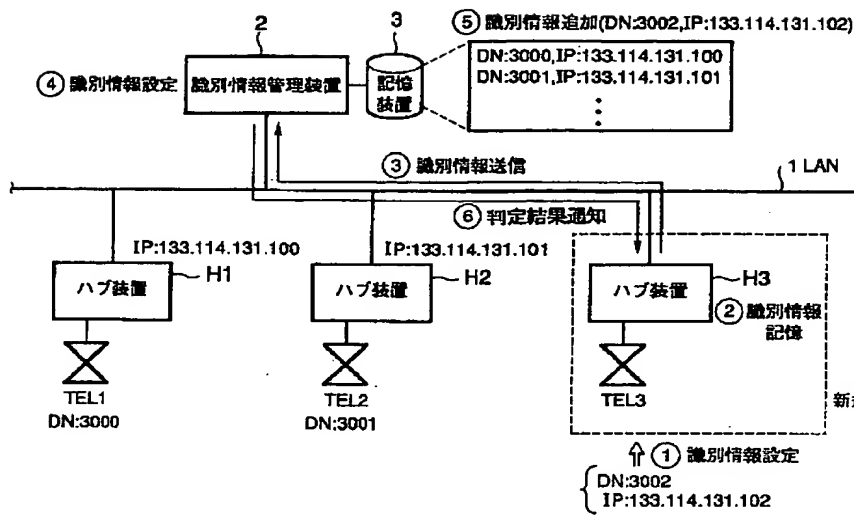 ⑤ 識別情報追加(DN:3002,IP:133.114.131.102)
2
3
DN:3000,IP:133.114.131.100
DN:3001,IP:133.114.131.101
④ 識別情報設定
識別情報管理装置
記憶
装置
③ 識別情報送信
1 LAN
⑥ 判定結果通知
IP:133.114.131.100
IP:133.114.131.101
ハブ装置
H1
ハブ装置
H2
ハブ装置
H3
② 識別情報
記憶
TEL1
DN:3000
TEL2
DN:3001
TEL3
新
① 識別情報設定
DN:3002
IP:133.114.131.102